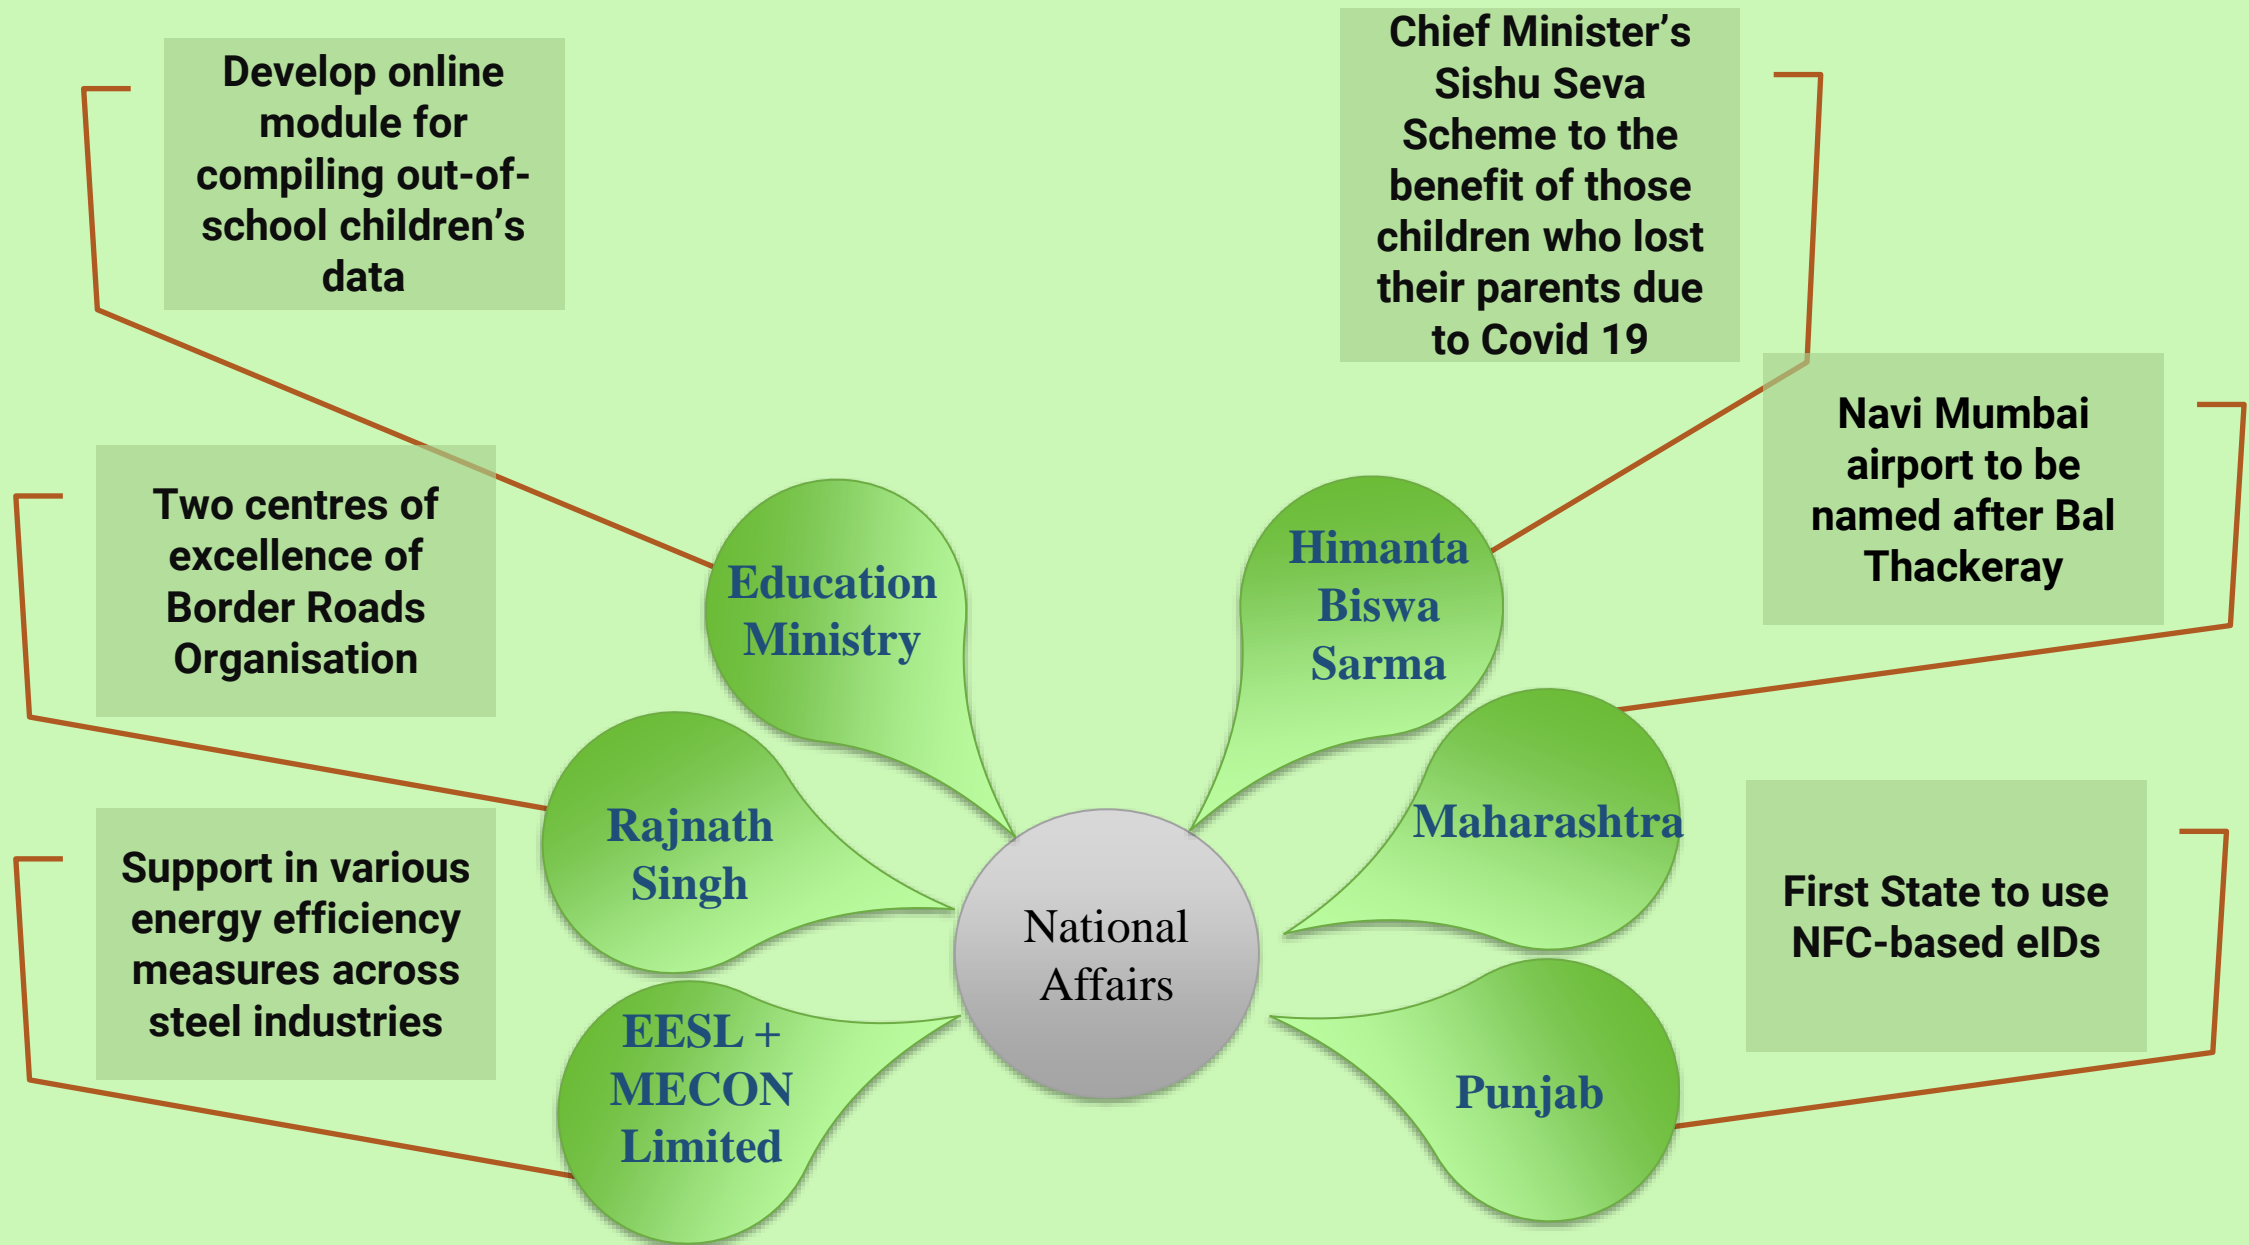 Develop online
module for
compiling out-of-
school children’s
data
Chief Minister’s
Sishu Seva
Scheme to the
benefit of those
children who lost
their parents due
to Covid 19
Two centres of
excellence of
Border Roads
Organisation
Navi Mumbai
airport to be
named after Bal
Thackeray
Support in various
energy efficiency
measures across
steel industries
First State to use
NFC-based eIDs
Education
Ministry
Himanta
Biswa
Sarma
Rajnath
Singh
Maharashtra
EESL +
MECON
Limited
Punjab
National
Affairs